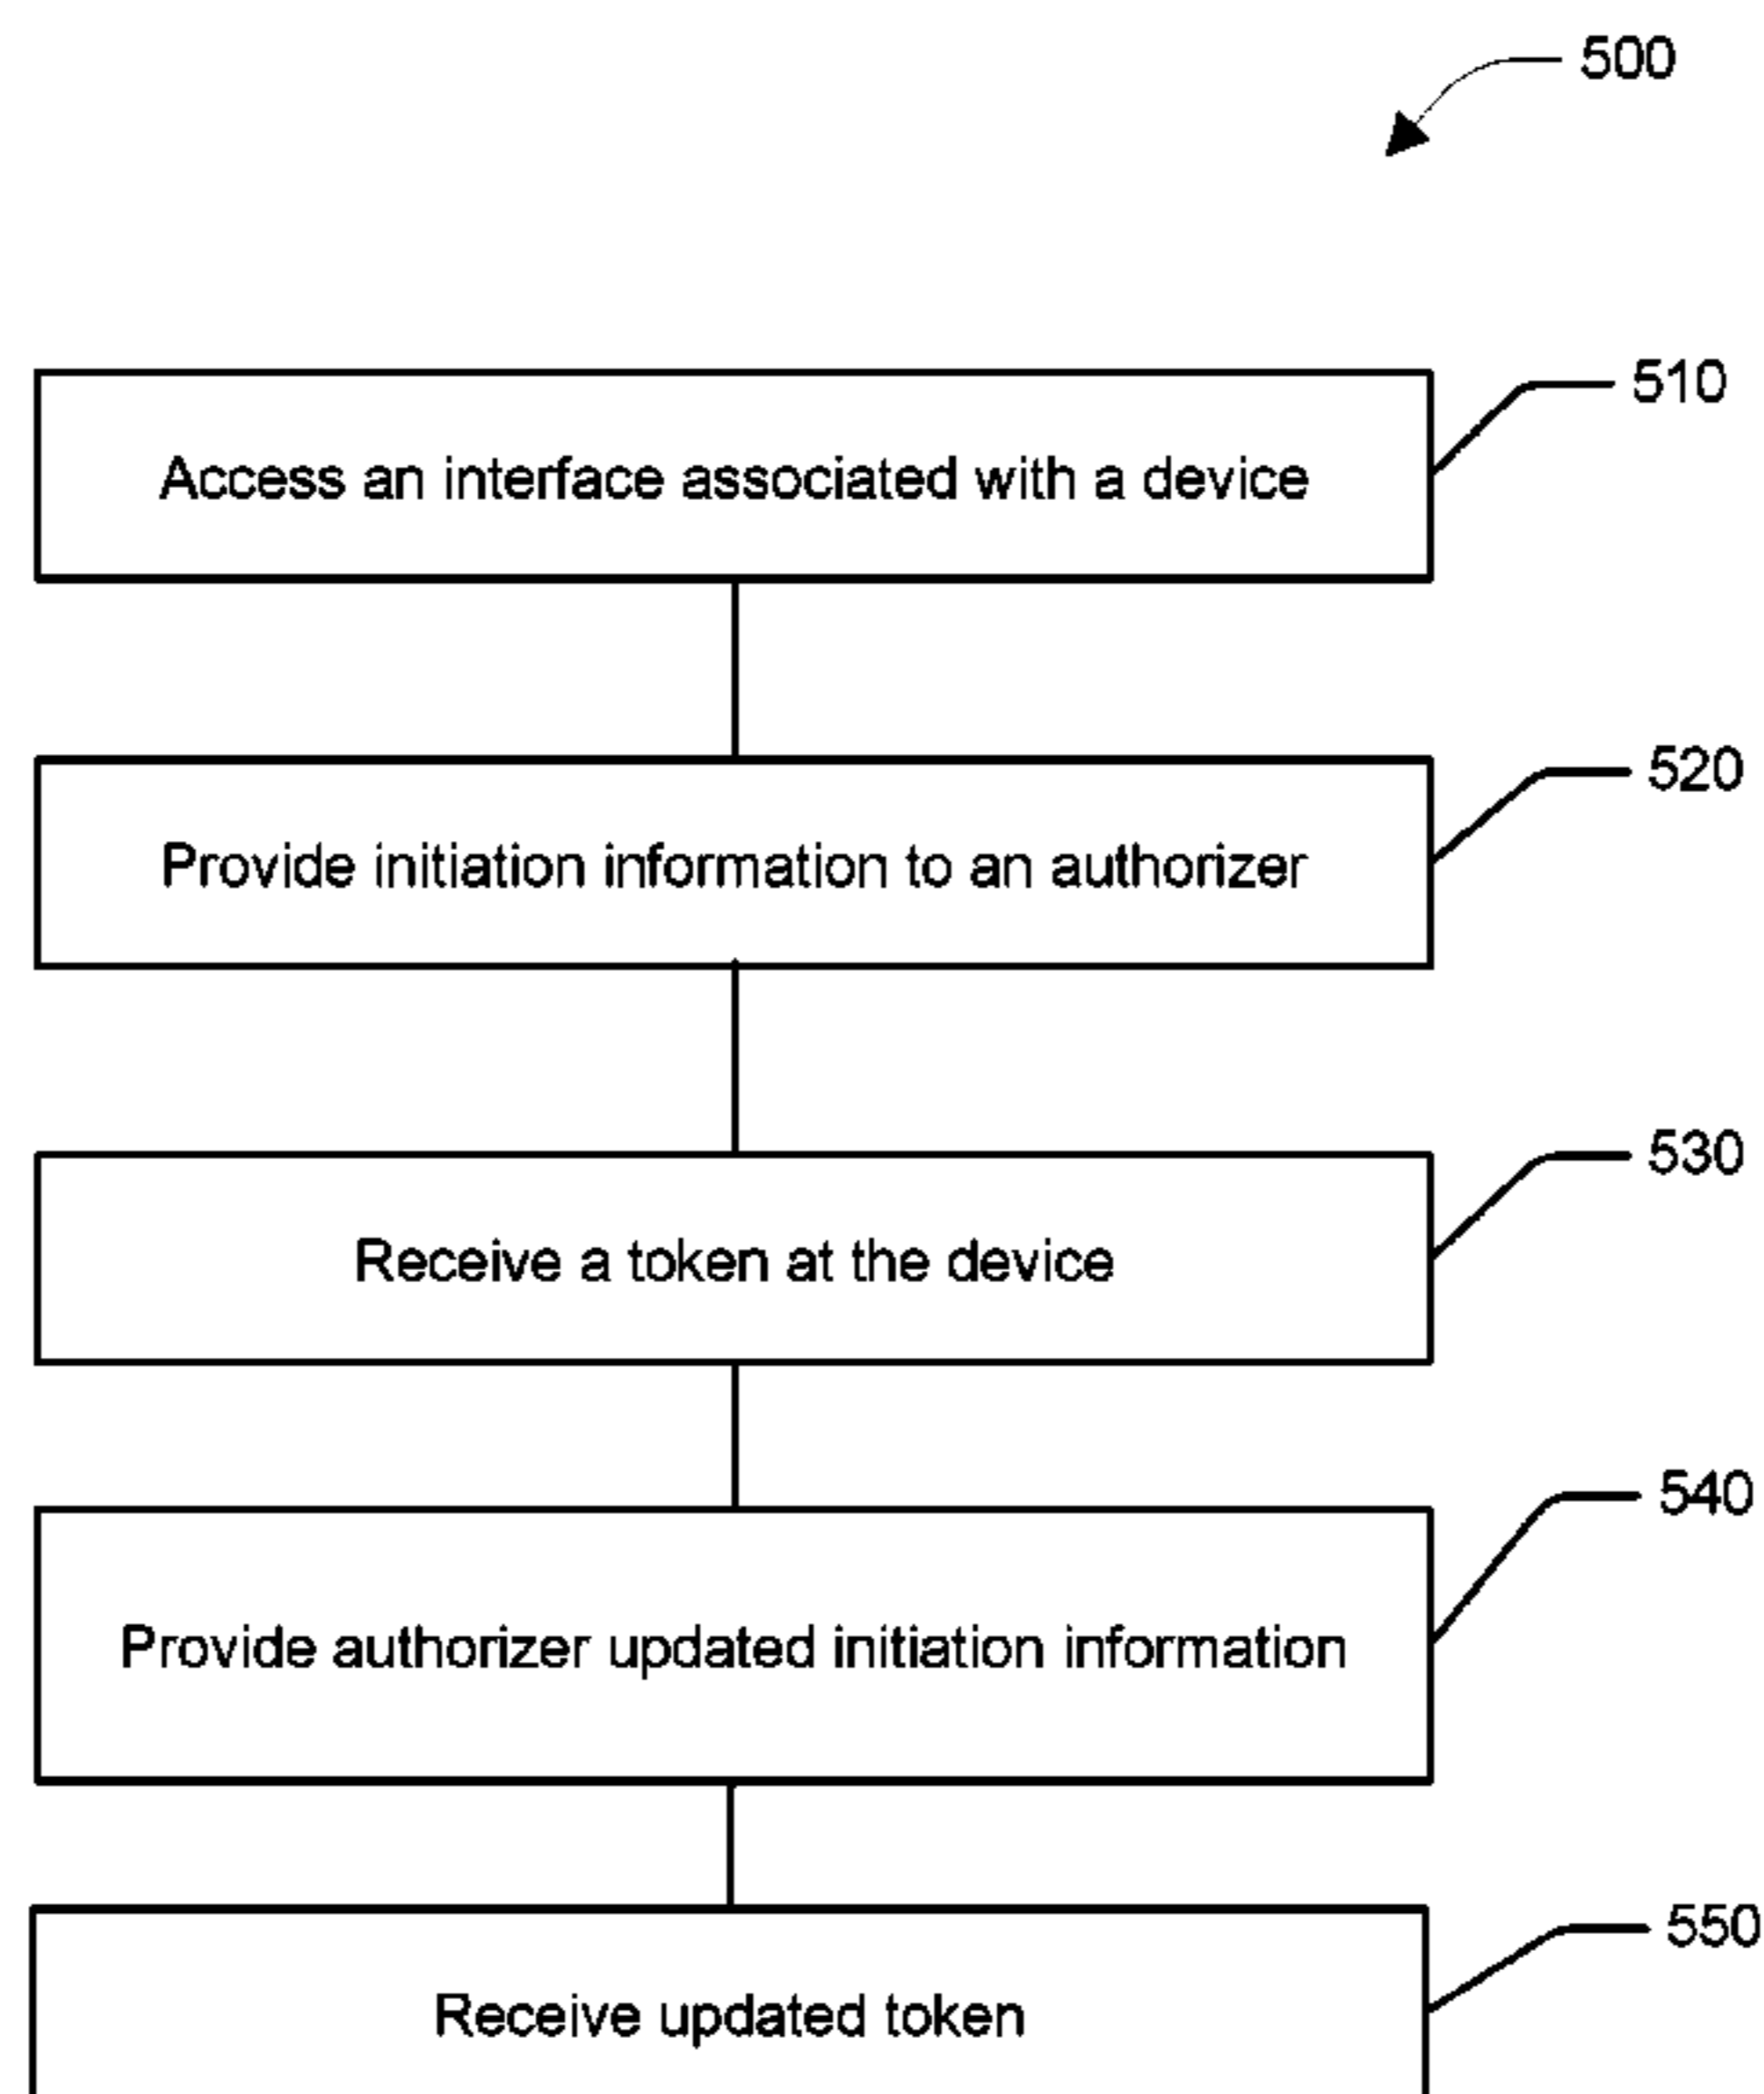 500
510
Access an interface associated with a device
520
Provide initiation information to an authorizer
530
Receive a token at the device
540
Provide authorizer updated initiation information
550
Receive updated token